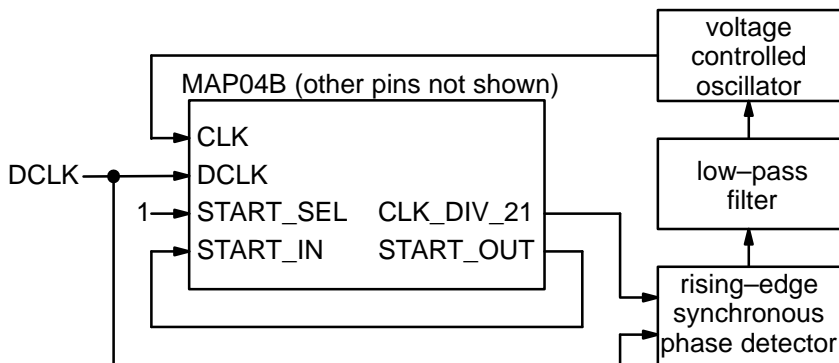 voltage
controlled
oscillator
MAP04B (other pins not shown)
CLK
DCLK
DCLK
low–pass
filter
1
START_SEL
CLK_DIV_21
START_IN
START_OUT
rising–edge
synchronous
phase detector